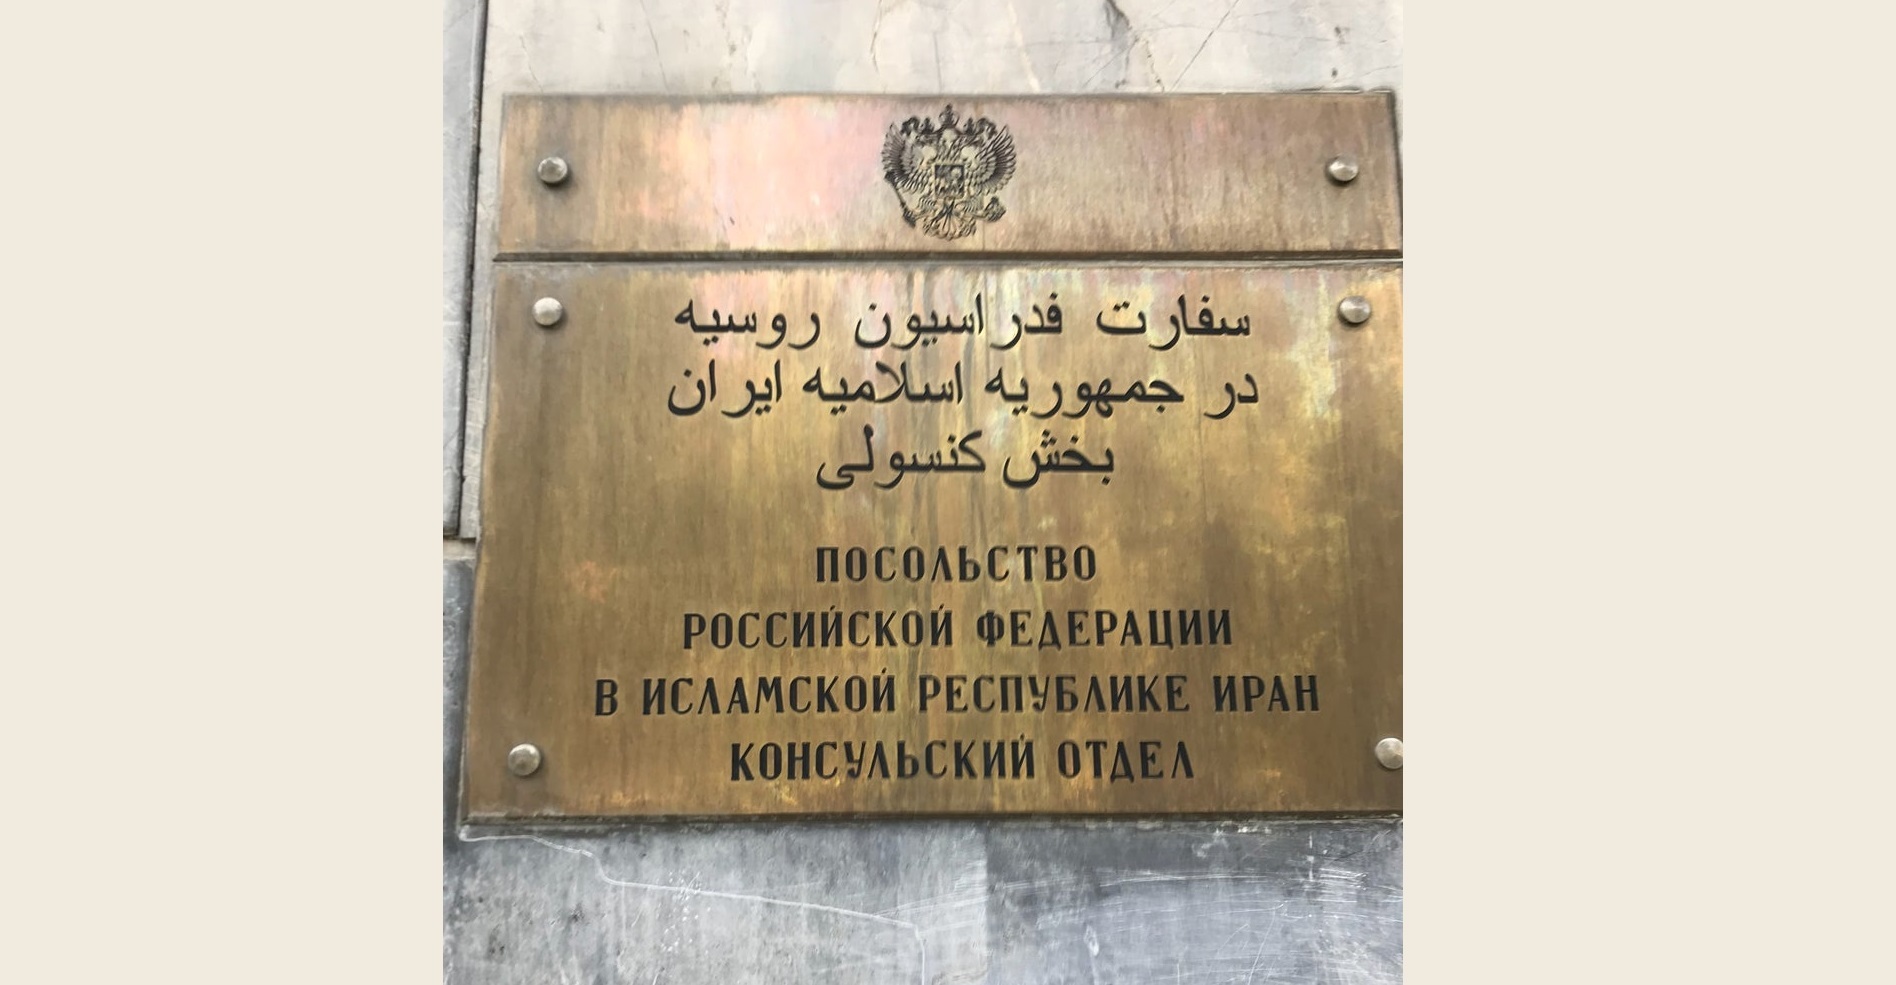 سفارت فدراسیون روسیه
در جمهوریه اسلامیه ایران
بخش کنسولی
ПОСОЛЬСТВО
РОССИЙСКОЙ ФЕДЕРАЦИИ
В ИСЛАМСКОЙ РЕСПУБЛИКЕ ИРАН
КОНСУЛЬСКИЙ ОТДЕЛ